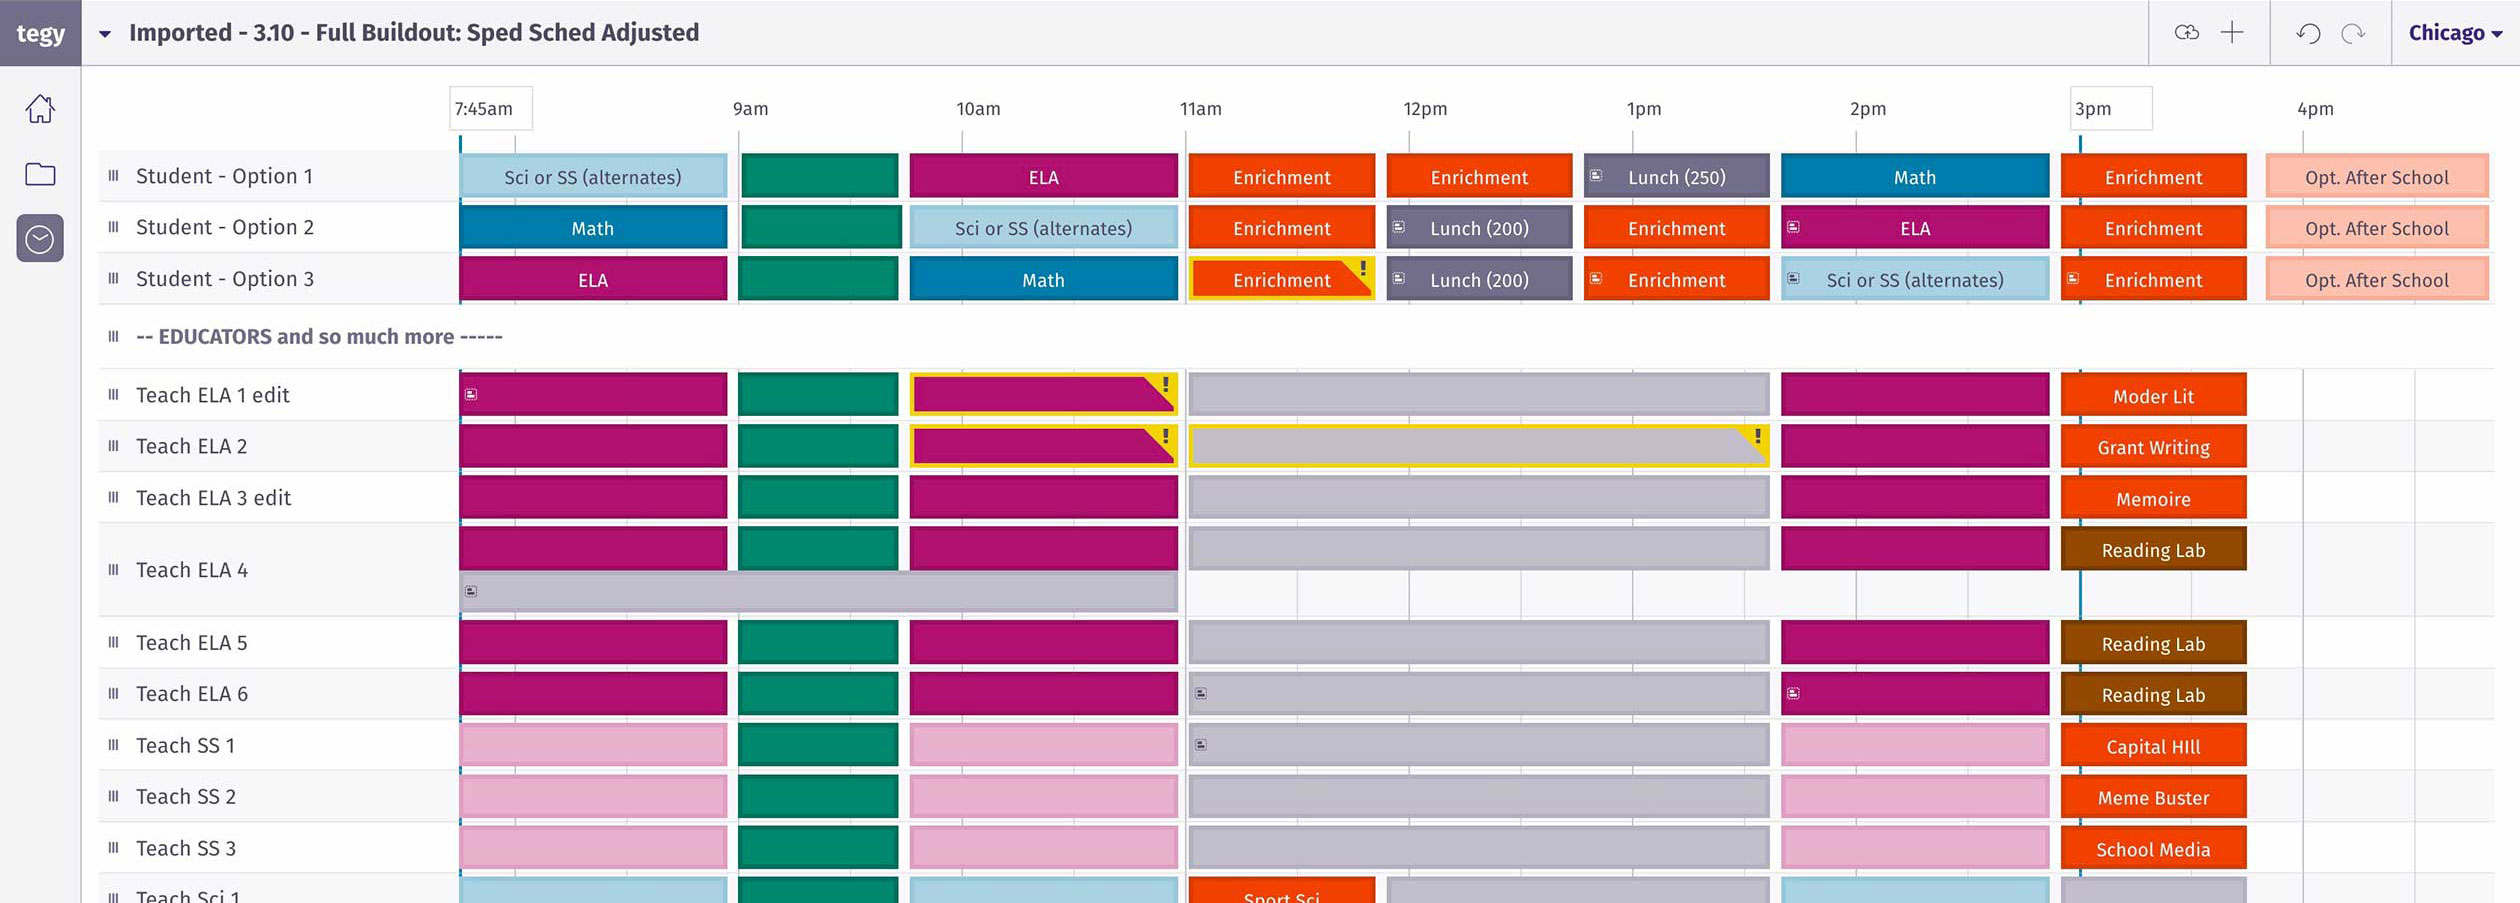 tegy
Imported - 3.10 - Full Buildout: Sped Sched Adjusted
Chicago
7:45am 9am 10am 11am 12pm 1pm 2pm 3pm 4pm
Student - Option 1 Sci or SS (alternates) ELA Enrichment Enrichment Lunch (250) Math Enrichment Opt. After School
Student - Option 2 Math Sci or SS (alternates) Enrichment Lunch (200) Enrichment ELA Enrichment Opt. After School
Student - Option 3 ELA Math Enrichment ! Lunch (200) Enrichment Sci or SS (alternates) Enrichment Opt. After School
-- EDUCATORS and so much more -----
Teach ELA 1 edit ! Moder Lit
Teach ELA 2 ! ! Grant Writing
Teach ELA 3 edit Memoire
Teach ELA 4 Reading Lab
Teach ELA 5 Reading Lab
Teach ELA 6 Reading Lab
Teach SS 1 Capital HIll
Teach SS 2 Meme Buster
Teach SS 3 School Media
Teach Sci 1 Sport Sci